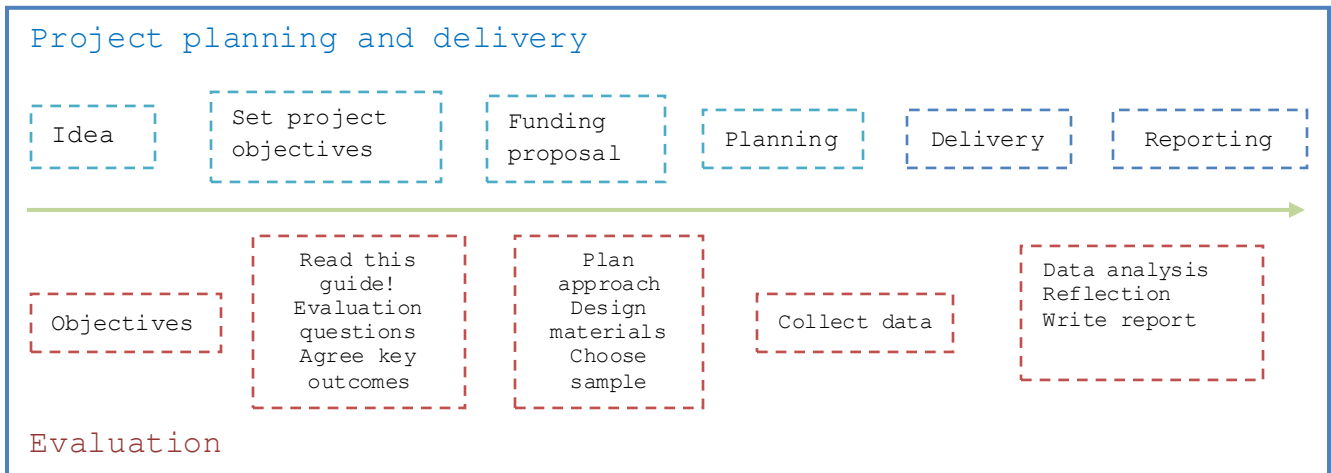 Project planning and delivery
Idea
Set project
objectives
Funding
proposal
Planning
Delivery
Reporting
Objectives
Read this
guide!
Evaluation
questions
Agree key
outcomes
Plan
approach
Design
materials
Choose
sample
Collect data
Data analysis
Reflection
Write report
Evaluation